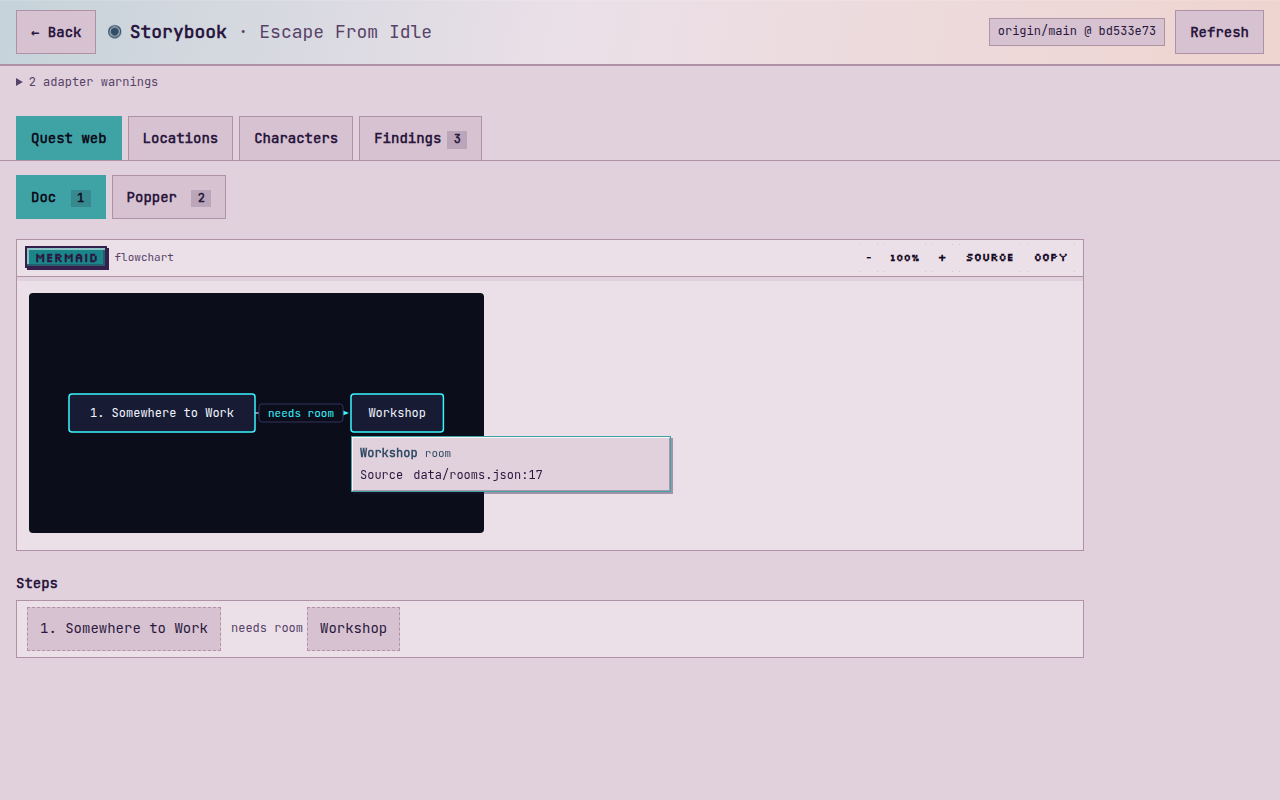 ← Back
Storybook · Escape From Idle
origin/main @ bd533e73
Refresh
2 adapter warnings
Quest web
Locations
Characters
Findings 3
Doc 1
Popper 2
MERMAID flowchart
- 100% + SOURCE COPY
1. Somewhere to Work
needs room
Workshop
Workshop room
Source data/rooms.json:17
Steps
1. Somewhere to Work needs room Workshop